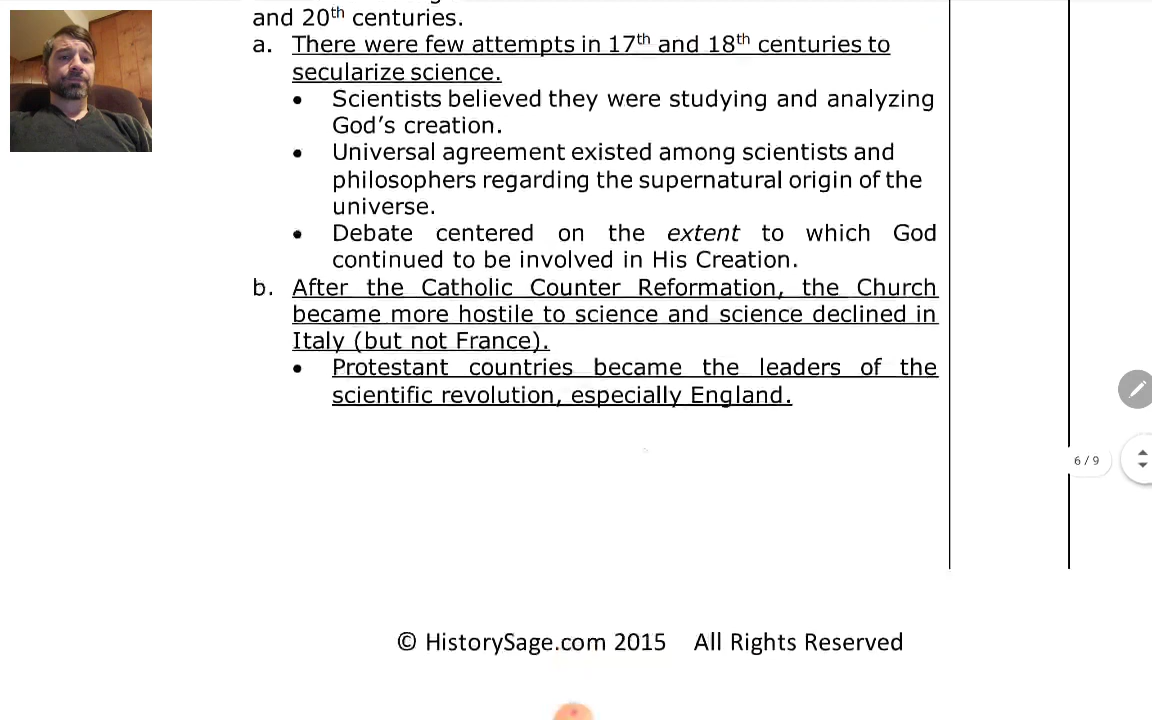 and 20th centuries.
a. There were few attempts in 17th and 18th centuries to
secularize science.
• Scientists believed they were studying and analyzing
God's creation.
• Universal agreement existed among scientists and
philosophers regarding the supernatural origin of the
universe.
• Debate centered on the extent to which God
continued to be involved in His Creation.
b. After the Catholic Counter Reformation, the Church
became more hostile to science and science declined in
Italy (but not France).
• Protestant countries became the leaders of the
scientific revolution, especially England.
6 / 9
© HistorySage.com 2015 All Rights Reserved